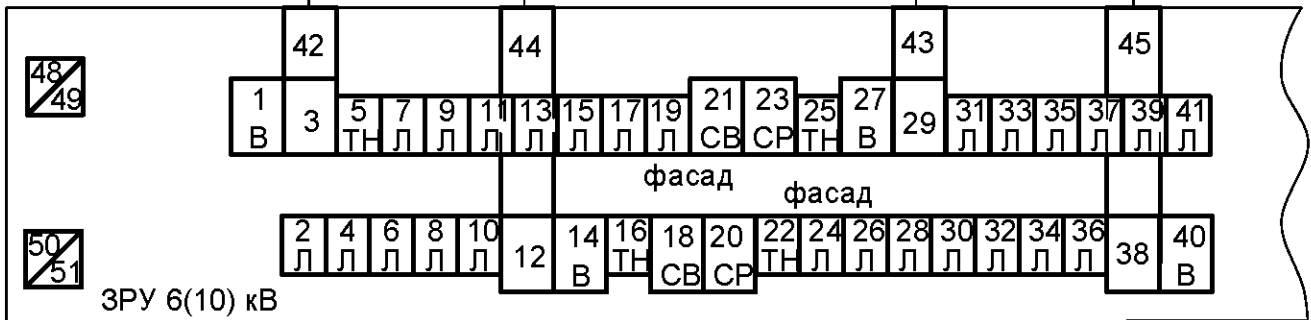 42 44 43 45
48
49
1 3 5 7 9 11 13 15 17 19 21 23 25 27 29 31 33 35 37 39 41
В ТН Л Л Л Л Л Л Л СВ СР ТН В Л Л Л Л Л Л
фасад
фасад
2 4 6 8 10 12 14 16 18 20 22 24 26 28 30 32 34 36 38 40
Л Л Л Л Л В ТН СВ СР ТН Л Л Л Л Л Л Л В
50
51
ЗРУ 6(10) кВ